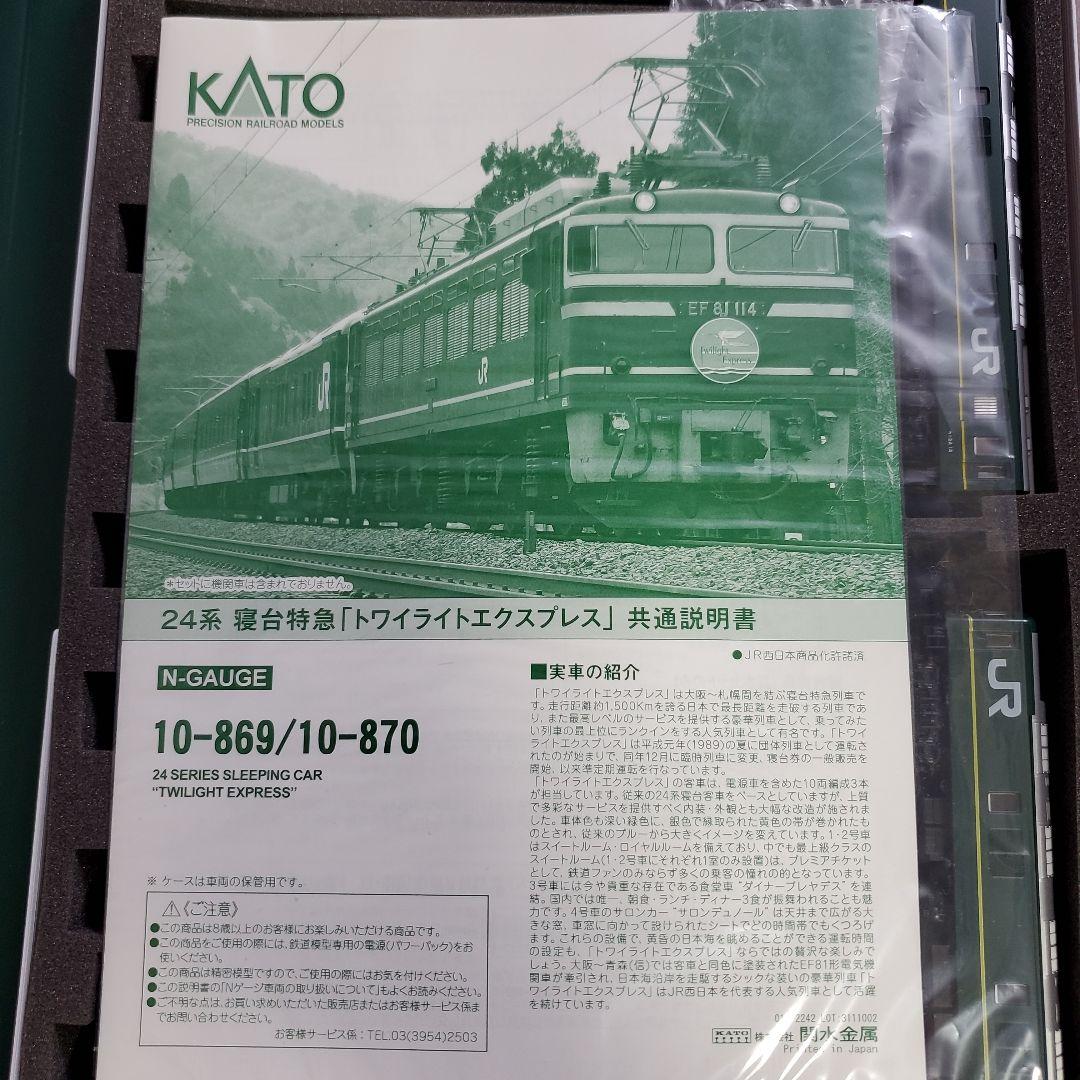 KATO
PRECISION RAILROAD MODELS
EF 81 114
Twilight
Express
JR
JR
*セットに機関車は含まれておりません。
24系 寝台特急「トワイライトエクスプレス」 共通説明書
●JR西日本商品化許諾済
N-GAUGE
10-869/10-870
24 SERIES SLEEPING CAR
“TWILIGHT EXPRESS”
※ ケースは車両の保管用です。
⚠《ご注意》
●この商品は8歳以上のお客様にお楽しみいただける商品です。
●この商品をご使用の際には、鉄道模型専用の電源(パワーパック)をお
使いください。
●この商品は精密模型ですので、ご使用の際にはお気を付けください。
●この説明書の「Nゲージ車両の取り扱いについて」もよくお読みください。
●ご不明な点は、お買い求めいただいた販売店またはお客様サービス係ま
でお問い合わせください。
お客様サービス係:TEL.03(3954)2503
■実車の紹介
「トワイライトエクスプレス」は大阪~札幌間を結ぶ寝台特急列車で
す。走行距離約1,500Kmを誇る日本で最長距離を走破する列車であ
り、また最高レベルのサービスを提供する豪華列車として、乗ってみた
い列車の最上位にランクインをする人気列車として有名です。「トワイ
ライトエクスプレス」は平成元年(1989)の夏に団体列車として運転さ
れたのが始まりで、同年12月に臨時列車に変更、寝台券の一般販売を
開始、以来準定期運転を行なっています。
「トワイライトエクスプレス」の客車は、電源車を含めた10両編成3本
が担当しています。従来の24系寝台客車をベースとしていますが、上質
で多彩なサービスを提供すべく内装・外観とも大幅な改造が施されまし
た。車体色も深い緑色に、銀色で縁取られた黄色の帯が巻かれたも
のとされ、従来のブルーから大きくイメージを変えています。1・2号車
はスイートルーム・ロイヤルルームを備えており、中でも最上級クラスの
スイートルーム(1・2号車にそれぞれ1室のみ設置)は、プレミアチケット
として、鉄道ファンのみならず多くの乗客の憧れの的となっています。
3号車には今や貴重な存在である食堂車“ダイナープレヤデス”を連
結。国内では唯一、朝食・ランチ・ディナー3食が振舞われることも魅
力です。4号車のサロンカー“サロンデュノール”は天井まで広がる大
きな窓、車窓に向かって設けられたシートでどの時間帯でもくつろげ
ます。これらの設備で、黄昏の日本海を眺めることができる運転時間
の設定も、「トワイライトエクスプレス」ならではの贅沢な楽しみで
しょう。大阪~青森(信)では客車と同色に塗装されたEF81形電気機
関車が牽引され、日本海沿岸を走駆するシックな装いの豪華列車「ト
ワイライトエクスプレス」はJR西日本を代表する人気列車として活躍
を続けています。
2242 LOT:3111002
KATO 株式会社 関水金属
Printed in Japan
JR
JR